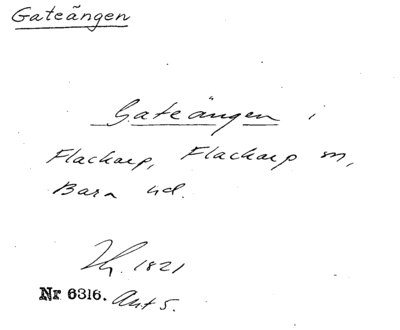 Gateängen
Gateängen i
Flackarp, Flackarp sn,
Bara hd.
1821
Nr 6316. Akt 5.